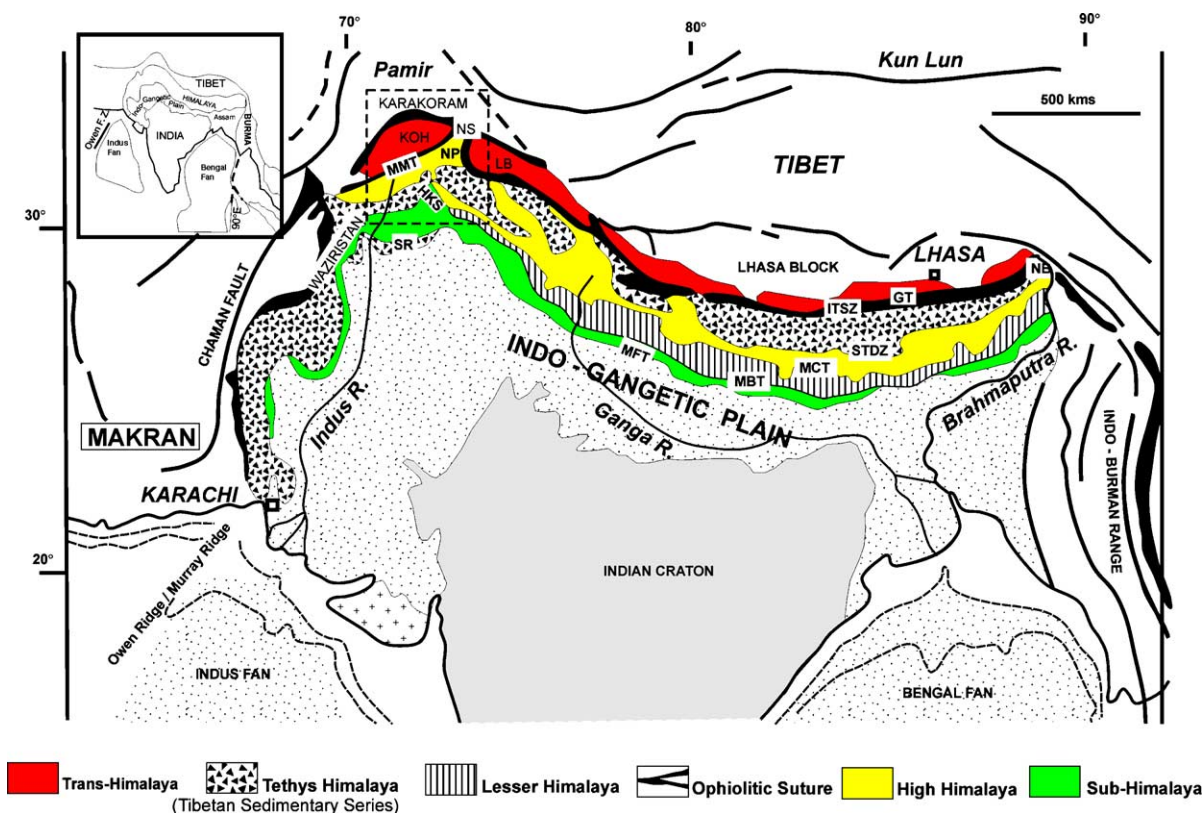 70°
80°
90°
TIBET
HIMALAYA
Indo-
Gangetic
Plain
Assam
BURMA
Owen F. Z.
Indus
Fan
INDIA
Bengal
Fan
90°E
Pamir
Kun Lun
500 kms
KARAKORAM
KOH
NS
MMT
NP
LB
TIBET
HKS
30°
WAZIRISTAN
SR
LHASA BLOCK
LHASA
NB
ITSZ
GT
CHAMAN FAULT
STDZ
MFT
MCT
MBT
INDO - GANGETIC PLAIN
Indus R.
Ganga R.
Brahmaputra R.
MAKRAN
KARACHI
INDO - BURMAN RANGE
20°
INDIAN CRATON
Owen Ridge / Murray Ridge
INDUS FAN
BENGAL FAN
Trans-Himalaya
Tethys Himalaya
(Tibetan Sedimentary Series)
Lesser Himalaya
Ophiolitic Suture
High Himalaya
Sub-Himalaya